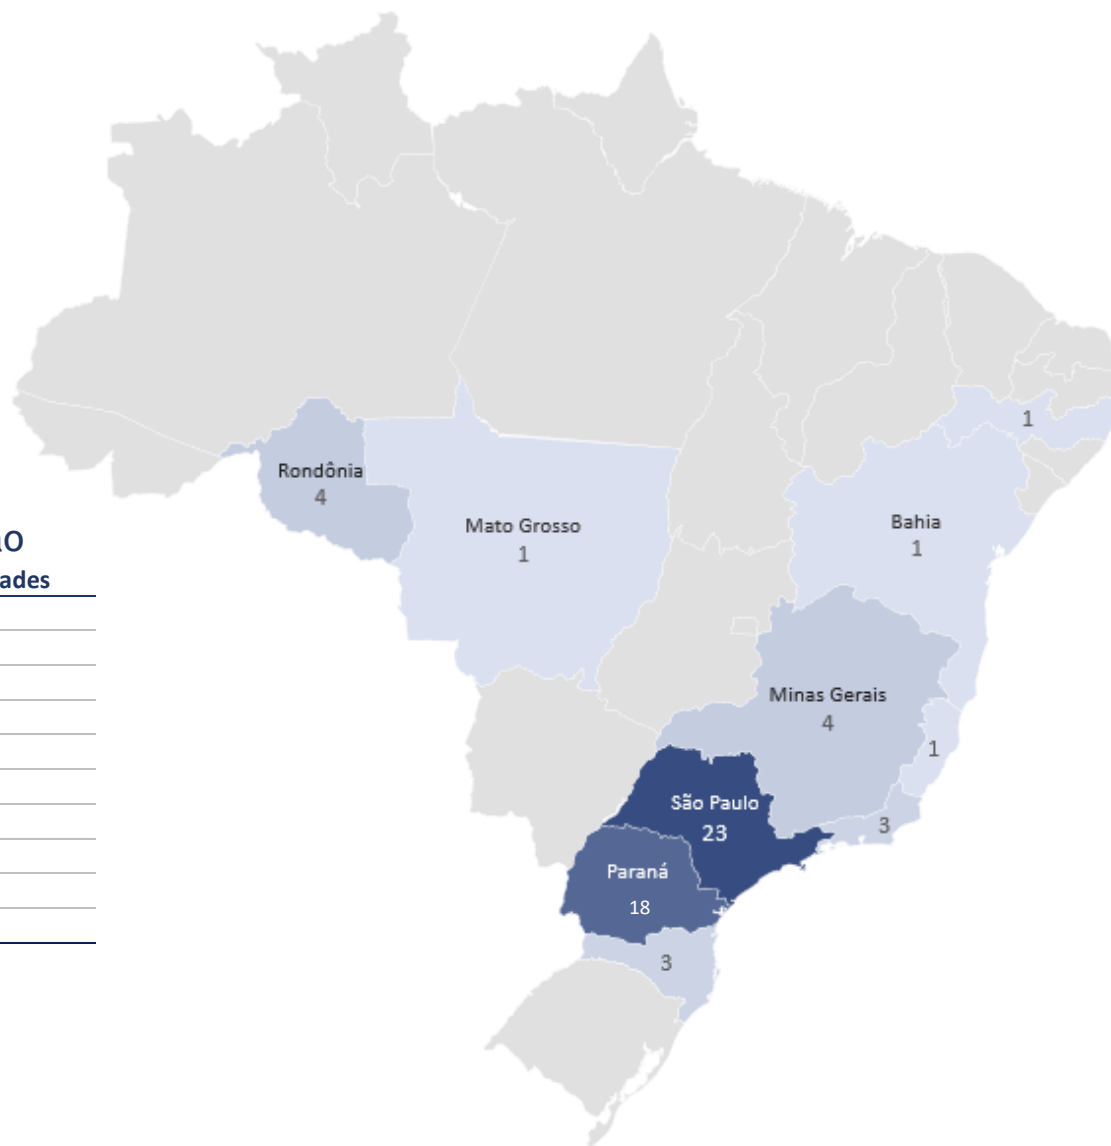 1
Rondônia
4
Mato Grosso
1
Bahia
1
ão
ades
Minas Gerais
4
1
São Paulo
23
3
Paraná
18
3